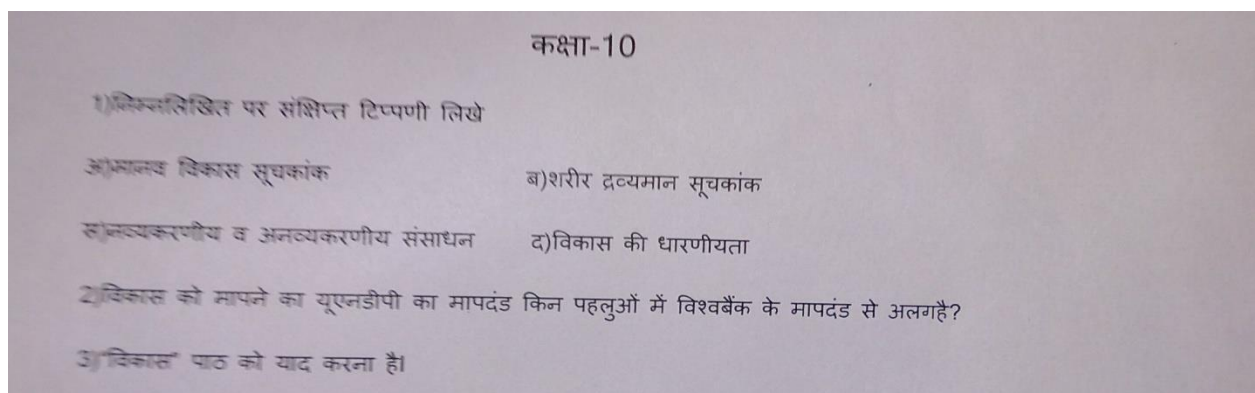 कक्षा-10
1)निम्नलिखित पर संक्षिप्त टिप्पणी लिखे
अ)मानव विकास सूचकांक ब)शरीर द्रव्यमान सूचकांक
स)नव्यकरणीय व अनव्यकरणीय संसाधन द)विकास की धारणीयता
2)विकास को मापने का यूएनडीपी का मापदंड किन पहलुओं में विश्वबैंक के मापदंड से अलगहै?
3)"विकास" पाठ को याद करना है।